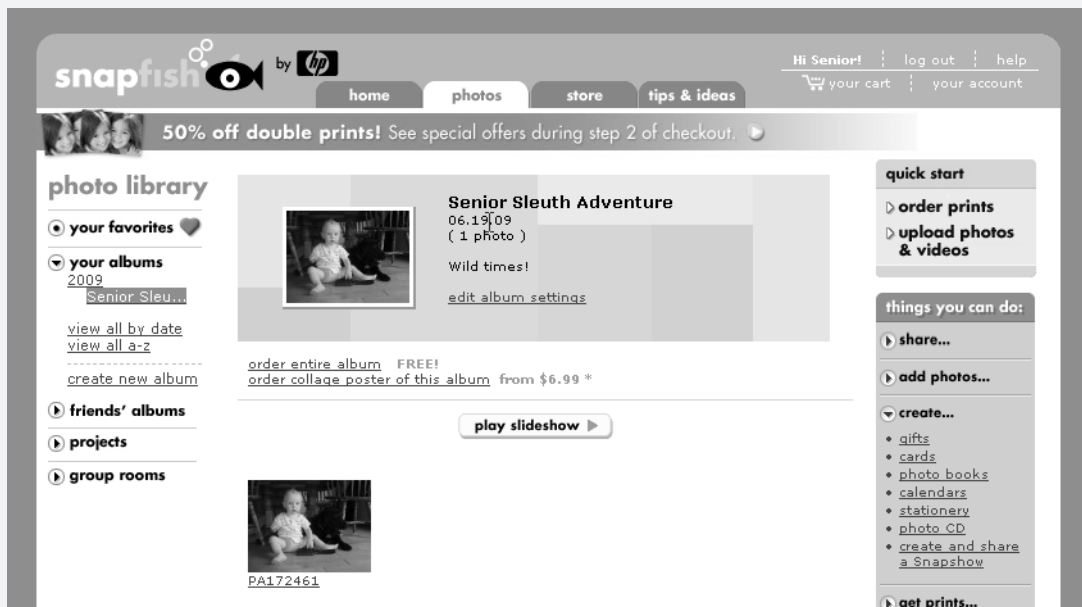 snapfish by hp
Hi Senior! log out help
your cart your account
home photos store tips & ideas
50% off double prints! See special offers during step 2 of checkout.
photo library
your favorites
your albums
2009
Senior Sleu...
view all by date
view all a-z
create new album
friends' albums
projects
group rooms
Senior Sleuth Adventure
06.19.09
( 1 photo )
Wild times!
edit album settings
order entire album FREE!
order collage poster of this album from $6.99 *
play slideshow
PA172461
quick start
order prints
upload photos
& videos
things you can do:
share...
add photos...
create...
gifts
cards
photo books
calendars
stationery
photo CD
create and share
a Snapshow
get prints...